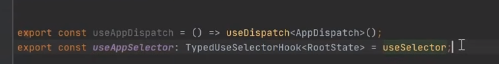 export const useAppDispatch = () => useDispatch<AppDispatch>();
export const useAppSelector: TypedUseSelectorHook<RootState> = useSelector;